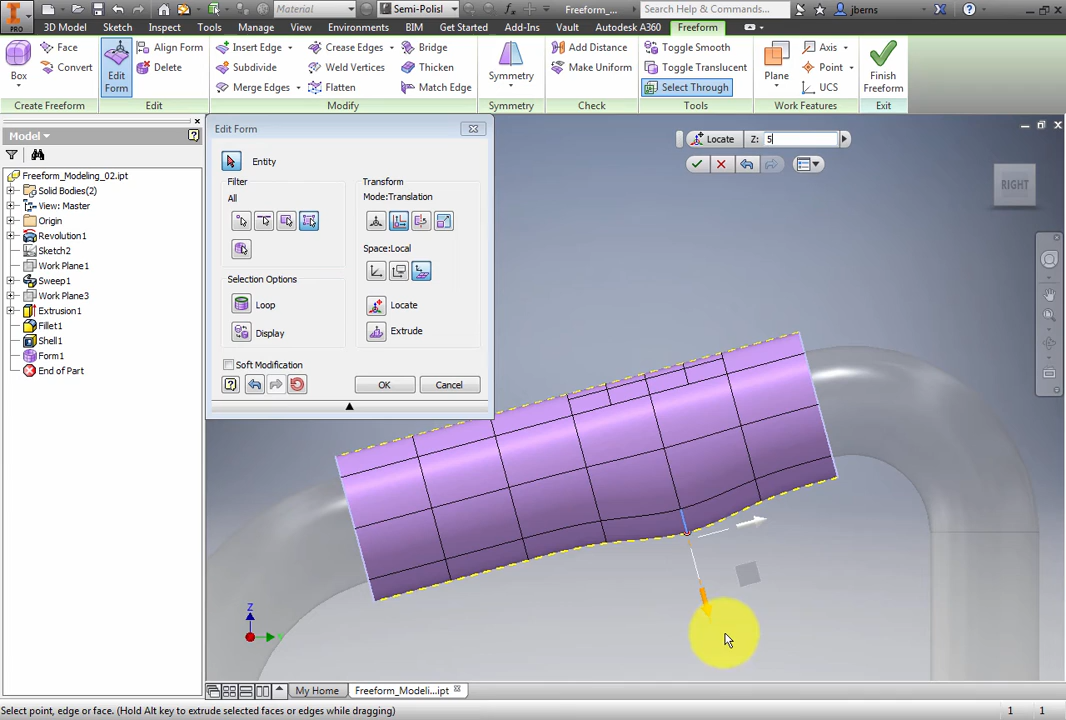 PRO
Material
Semi-Polisl
Freeform_...
Search Help & Commands...
jberns
3D Model
Sketch
Inspect
Tools
Manage
View
Environments
BIM
Get Started
Add-Ins
Vault
Autodesk A360
Freeform
Box
Face
Convert
Create Freeform
Edit
Form
Align Form
Delete
Edit
Insert Edge
Subdivide
Merge Edges
Crease Edges
Weld Vertices
Flatten
Bridge
Thicken
Match Edge
Modify
Symmetry
Symmetry
Add Distance
Make Uniform
Check
Toggle Smooth
Toggle Translucent
Select Through
Tools
Plane
Axis
Point
UCS
Work Features
Finish
Freeform
Exit
Model
Freeform_Modeling_02.ipt
Solid Bodies(2)
View: Master
Origin
Revolution1
Sketch2
Work Plane1
Sweep1
Work Plane3
Extrusion1
Fillet1
Shell1
Form1
End of Part
Edit Form
Entity
Filter
All
Selection Options
Loop
Display
Soft Modification
Transform
Mode:Translation
Space:Local
Locate
Extrude
OK
Cancel
Locate
Z:
5
RIGHT
Z
My Home
Freeform_Modeli...ipt
Select point, edge or face. (Hold Alt key to extrude selected faces or edges while dragging)
1
1